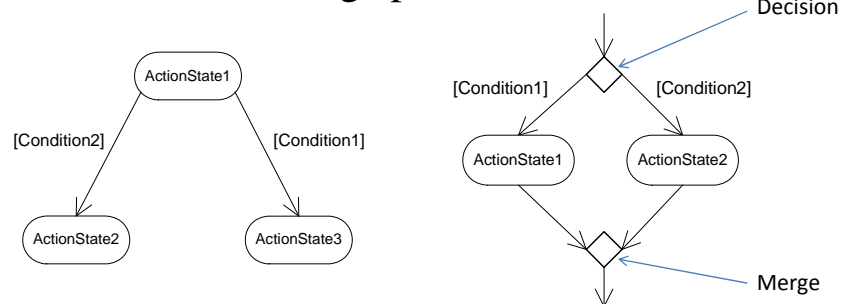 Decision
ActionState1
[Condition2]
[Condition1]
ActionState2
ActionState3
[Condition1]
[Condition2]
ActionState1
ActionState2
Merge